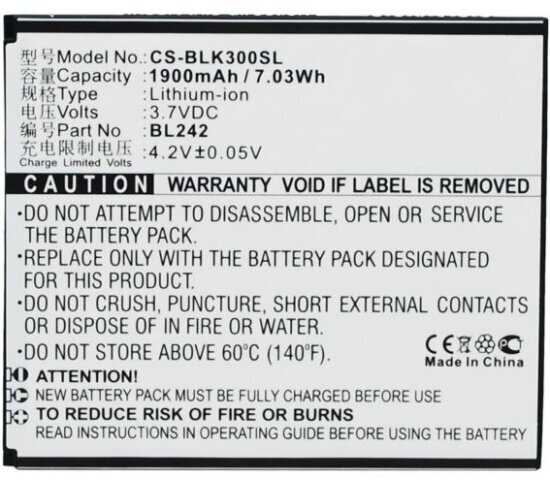 型号Model No: CS-BLK300SL
容量Capacity: 1900mAh / 7.03Wh
规格Type: Lithium-ion
电压Volts: 3.7VDC
编号Part No: BL242
充电限制电压: 4.2V±0.05V
Charge Limited Volts
CAUTION WARRANTY VOID IF LABEL IS REMOVED
•DO NOT ATTEMPT TO DISASSEMBLE, OPEN OR SERVICE
THE BATTERY PACK.
•REPLACE ONLY WITH THE BATTERY PACK DESIGNATED
FOR THIS PRODUCT.
•DO NOT CRUSH, PUNCTURE, SHORT EXTERNAL CONTACTS
OR DISPOSE OF IN FIRE OR WATER.
•DO NOT STORE ABOVE 60°C (140°F).
CE
Made In China
ATTENTION!
NEW BATTERY PACK MUST BE FULLY CHARGED BEFORE USE
TO REDUCE RISK OF FIRE OR BURNS
READ INSTRUCTIONS IN OPERATING GUIDE BEFORE USING BATTERY